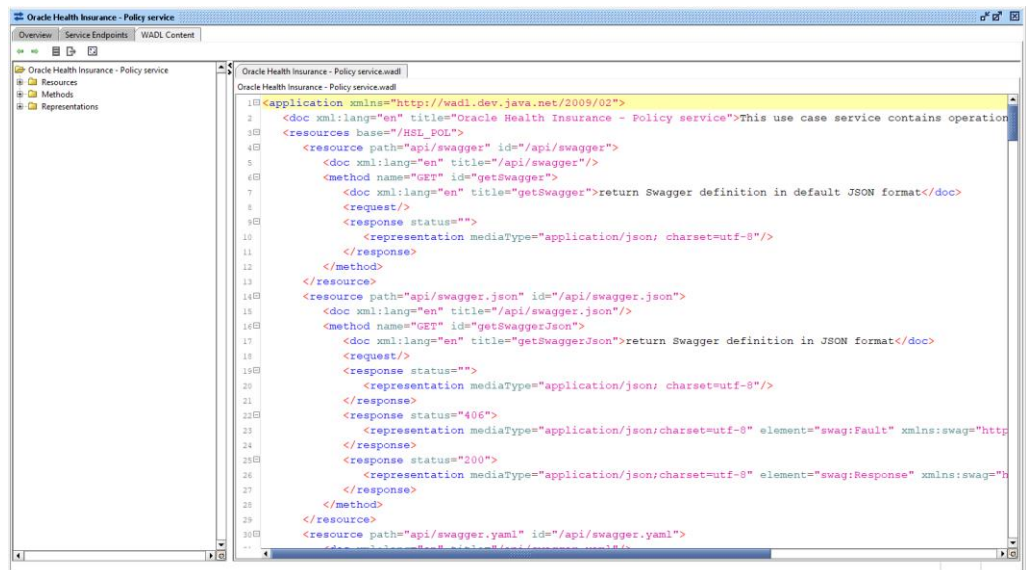 Oracle Health Insurance - Policy service
Overview Service Endpoints WADL Content
Oracle Health Insurance - Policy service
Resources
Methods
Representations
Oracle Health Insurance - Policy service.wadl
Oracle Health Insurance - Policy service.wadl
1 <application xmlns="http://wadl.dev.java.net/2009/02">
2 <doc xml:lang="en" title="Oracle Health Insurance - Policy service">This use case service contains operation
3 <resources base="/HSL_POL">
4 <resource path="api/swagger" id="/api/swagger">
5 <doc xml:lang="en" title="/api/swagger"/>
6 <method name="GET" id="getSwagger">
7 <doc xml:lang="en" title="getSwagger">return Swagger definition in default JSON format</doc>
8 <request/>
9 <response status="">
10 <representation mediaType="application/json; charset=utf-8"/>
11 </response>
12 </method>
13 </resource>
14 <resource path="api/swagger.json" id="/api/swagger.json">
15 <doc xml:lang="en" title="/api/swagger.json"/>
16 <method name="GET" id="getSwaggerJson">
17 <doc xml:lang="en" title="getSwaggerJson">return Swagger definition in JSON format</doc>
18 <request/>
19 <response status="">
20 <representation mediaType="application/json; charset=utf-8"/>
21 </response>
22 <response status="406">
23 <representation mediaType="application/json;charset=utf-8" element="swag:Fault" xmlns:swag="http
24 </response>
25 <response status="200">
26 <representation mediaType="application/json;charset=utf-8" element="swag:Response" xmlns:swag="h
27 </response>
28 </method>
29 </resource>
30 <resource path="api/swagger.yaml" id="/api/swagger.yaml">